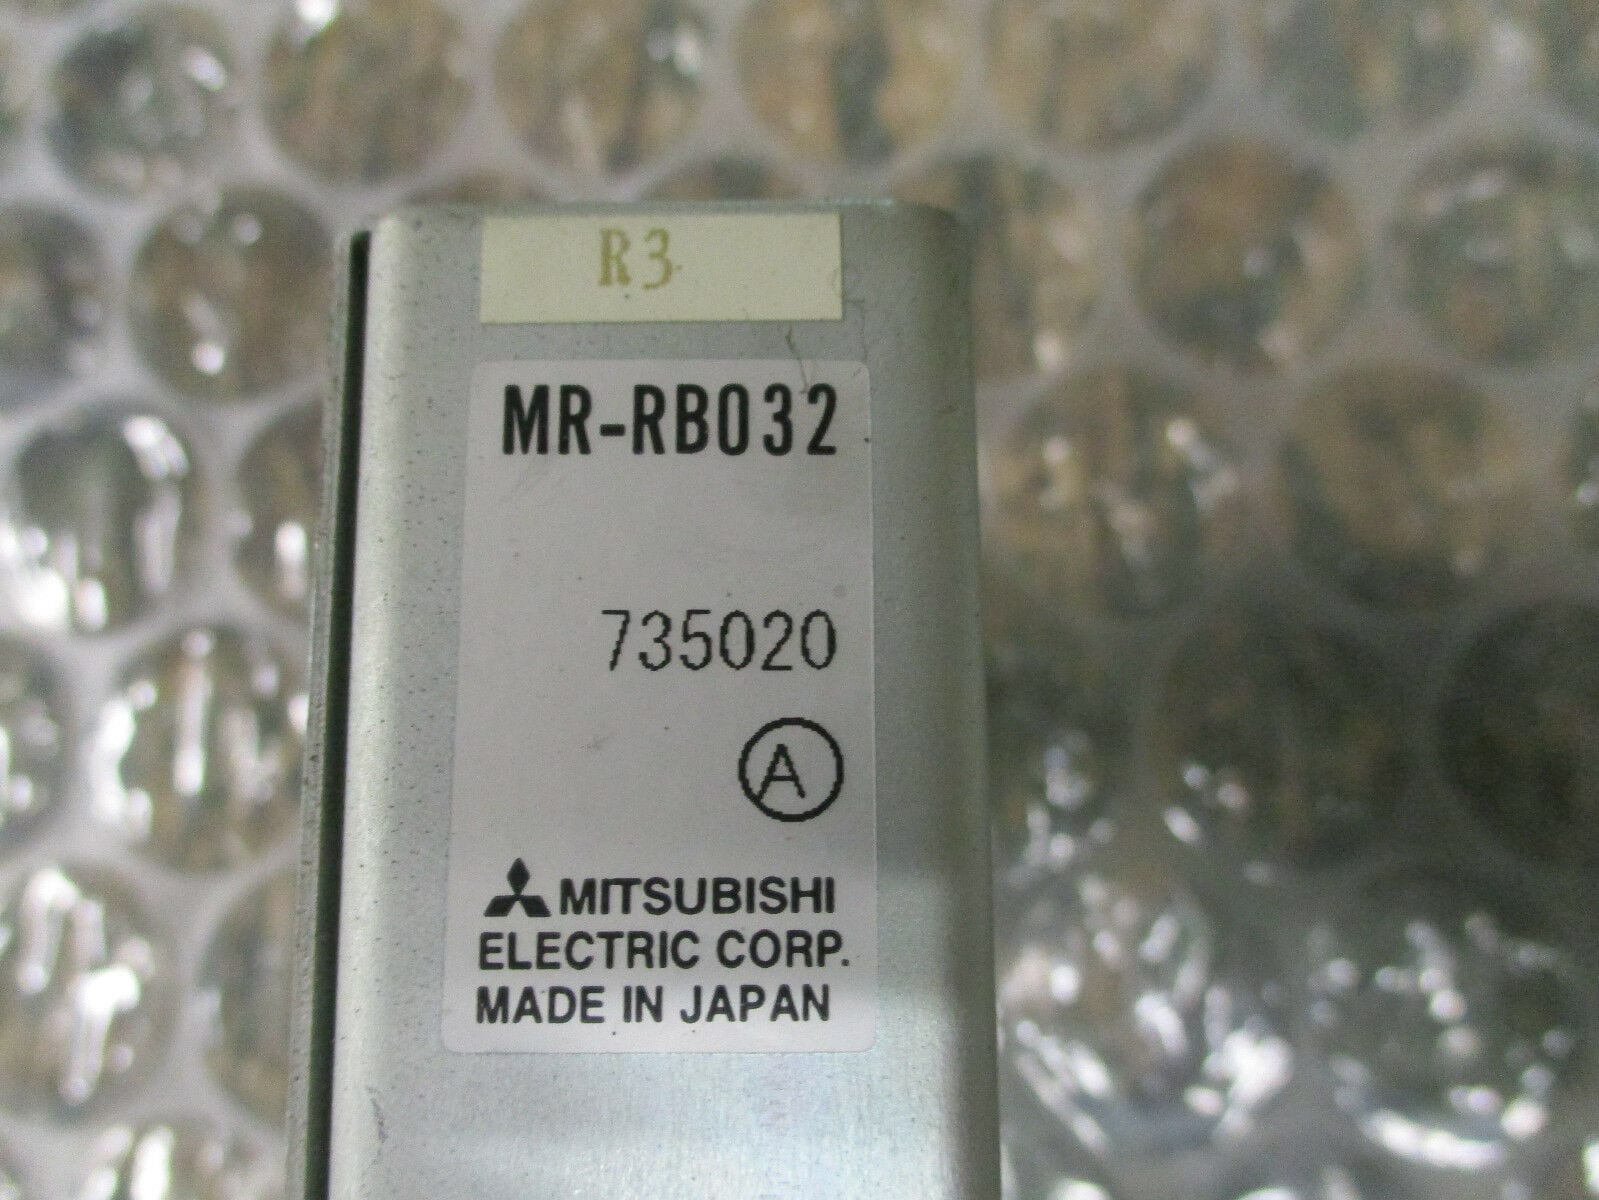 R3
MR-RB032
735020
A
MITSUBISHI
ELECTRIC CORP.
MADE IN JAPAN